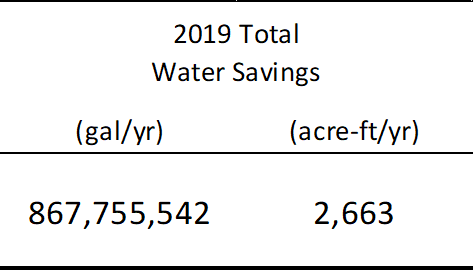 2019 Total
Water Savings
(gal/yr) (acre-ft/yr)
867,755,542 2,663